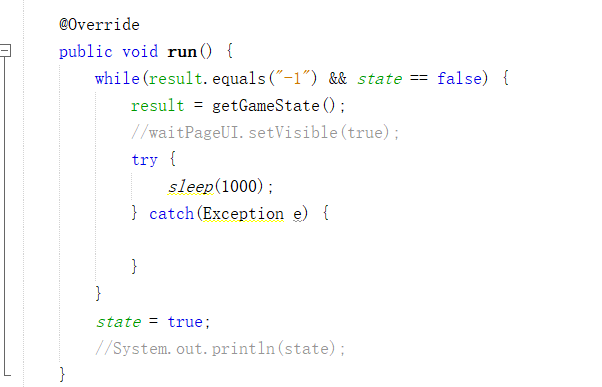 @Override
public void run() {
while(result.equals("-1") && state == false) {
result = getGameState();
//waitPageUI.setVisible(true);
try {
sleep(1000);
} catch(Exception e) {
}
}
state = true;
//System.out.println(state);
}